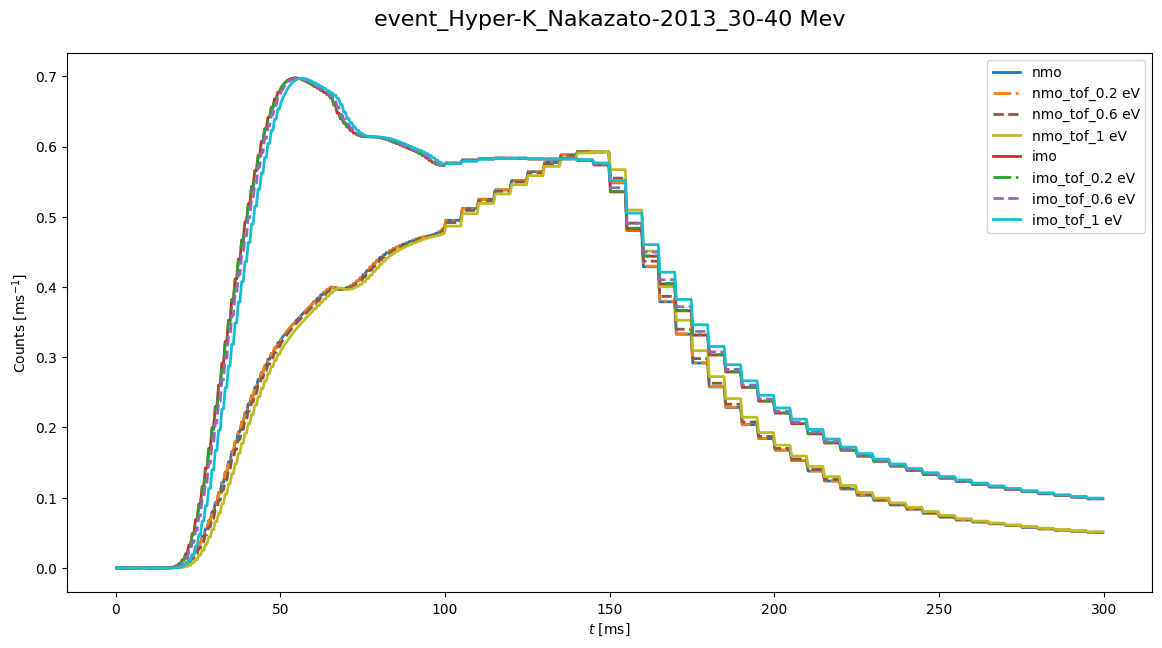 event_Hyper-K_Nakazato-2013_30-40 Mev
nmo
nmo_tof_0.2 eV
nmo_tof_0.6 eV
nmo_tof_1 eV
imo
imo_tof_0.2 eV
imo_tof_0.6 eV
imo_tof_1 eV
Counts [ms⁻¹]
0.7
0.6
0.5
0.4
0.3
0.2
0.1
0.0
0 50 100 150 200 250 300
t [ms]